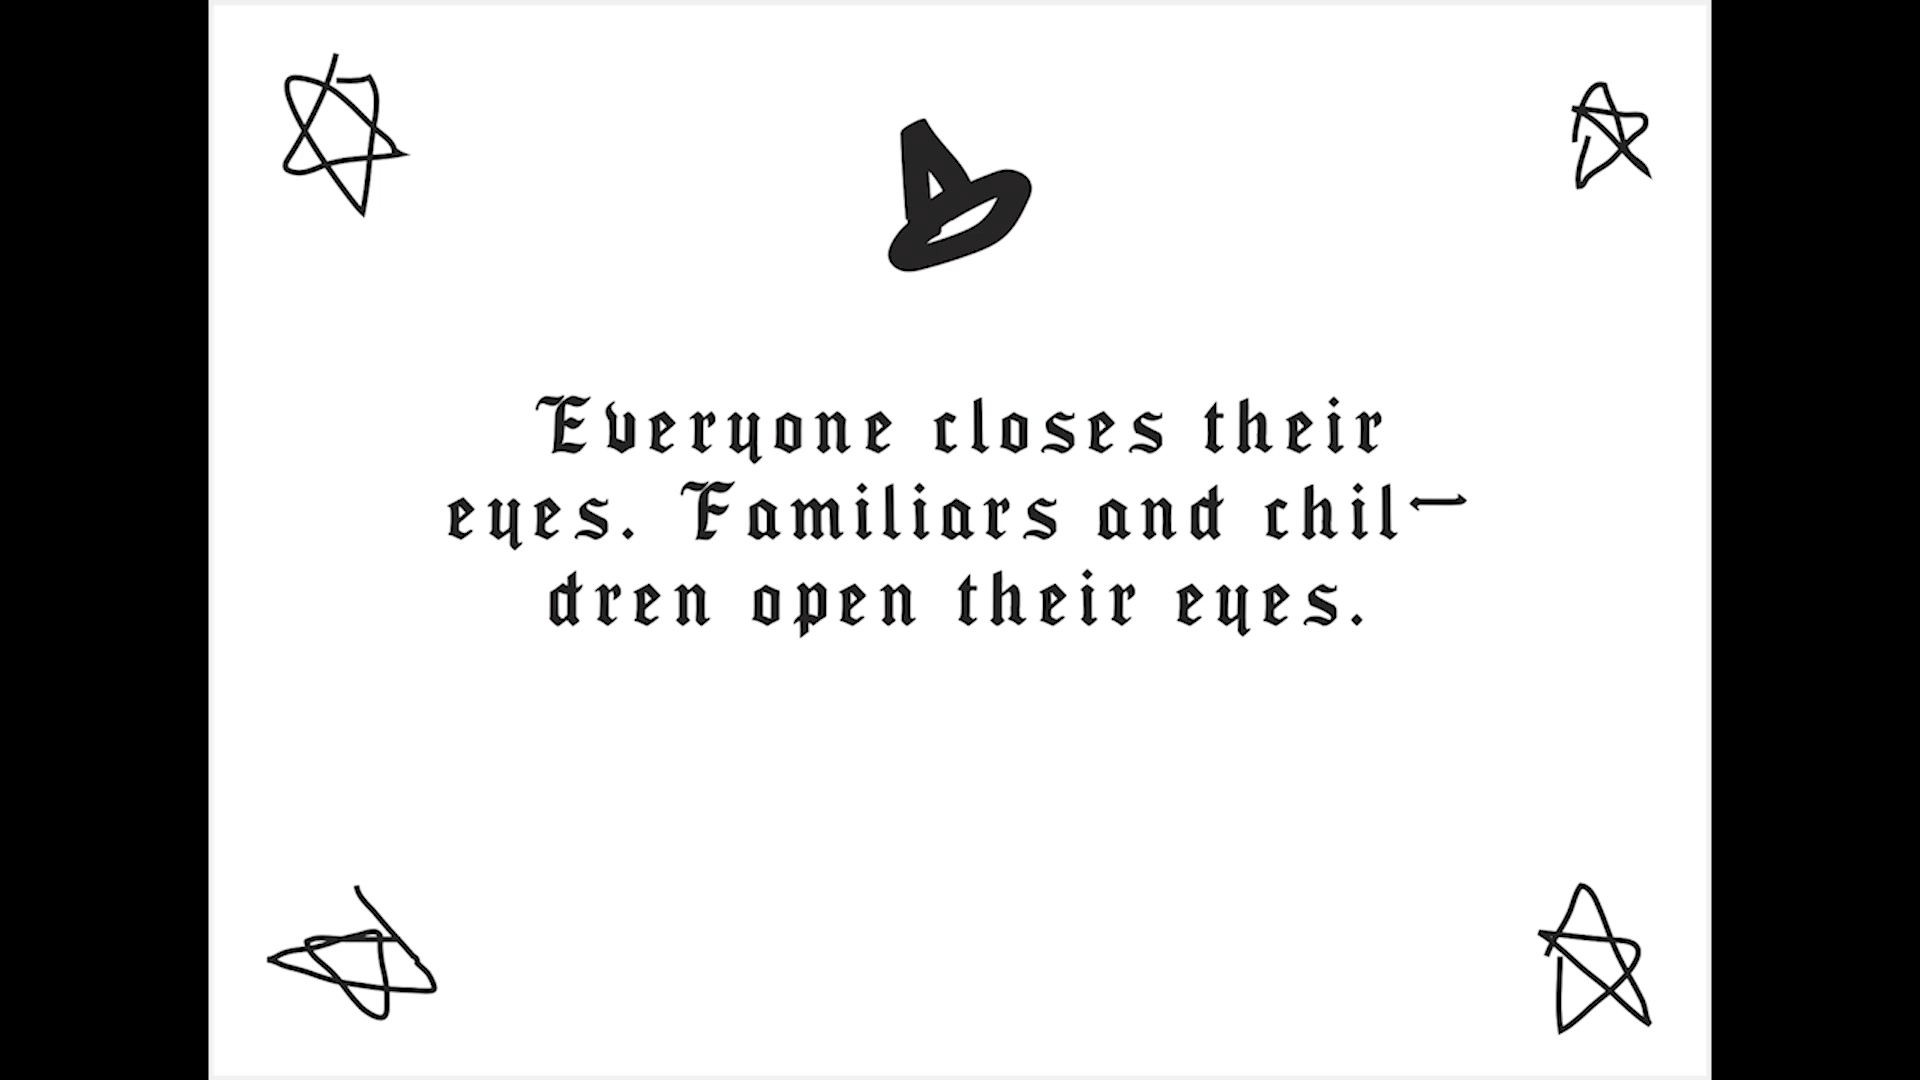 Everyone closes their
eyes. Familiars and chil-
dren open their eyes.